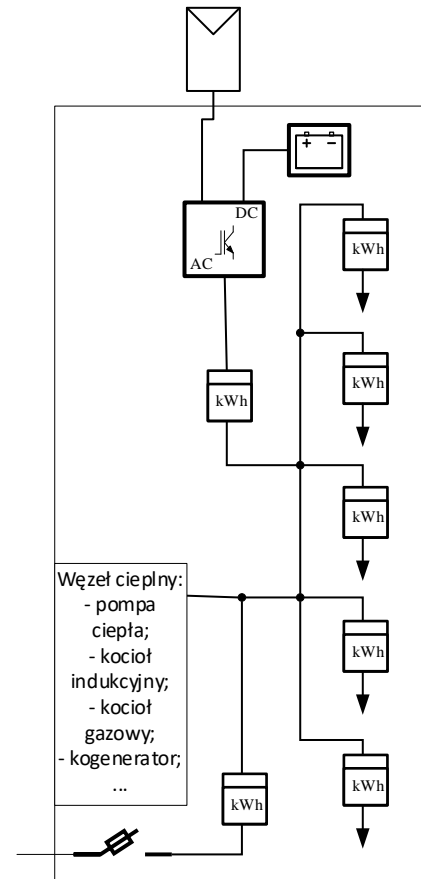 + −
DC
AC
kWh
kWh
kWh
kWh
kWh
Węzeł cieplny:
- pompa
ciepła;
- kocioł
indukcyjny;
- kocioł
gazowy;
- kogenerator;
...
kWh
kWh